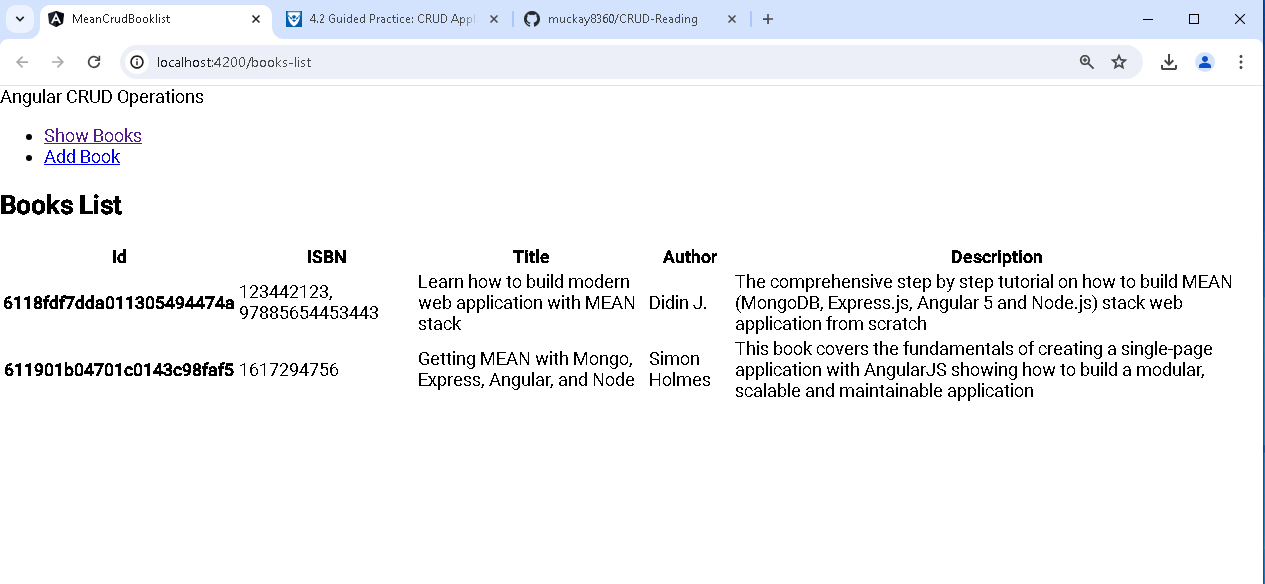 MeanCrudBooklist
4.2 Guided Practice: CRUD Appl
muckay8360/CRUD-Reading
localhost:4200/books-list
Angular CRUD Operations
Show Books
Add Book
Books List
Id ISBN Title Author Description
6118fdf7dda011305494474a
123442123,
97885654453443
Learn how to build modern
web application with MEAN
stack
Didin J.
The comprehensive step by step tutorial on how to build MEAN
(MongoDB, Express.js, Angular 5 and Node.js) stack web
application from scratch
611901b04701c0143c98faf5
1617294756
Getting MEAN with Mongo,
Express, Angular, and Node
Simon
Holmes
This book covers the fundamentals of creating a single-page
application with AngularJS showing how to build a modular,
scalable and maintainable application